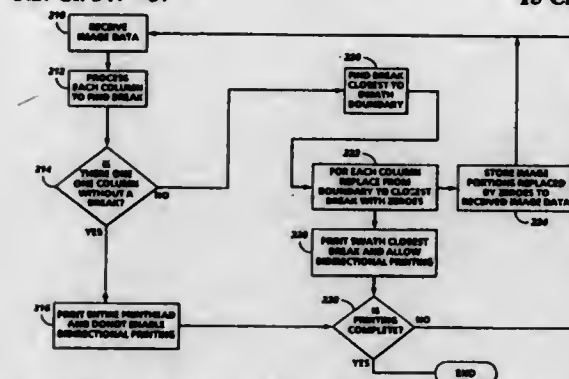 210
RECEIVE
IMAGE DATA
212
PROCESS
EACH COLUMN
TO FIND BREAK
214
IS
THERE ONE
ONE COLUMN
WITHOUT A
BREAK?
NO
YES
216
PRINT ENTIRE PRINTHEAD
AND DO NOT ENABLE
BIDIRECTIONAL PRINTING
FIND BREAK
CLOSEST TO
SWATH
BOUNDARY
222
FOR EACH COLUMN
REPLACE FROM
BOUNDARY TO CLOSEST
BREAK WITH ZEROES
STORE IMAGE
PORTIONS REPLACED
BY ZEROES TO
RECEIVED IMAGE DATA
PRINT SWATH CLOSEST
BREAK AND ALLOW
BIDIRECTIONAL PRINTING
IS
PRINTING
COMPLETE?
NO
YES
END